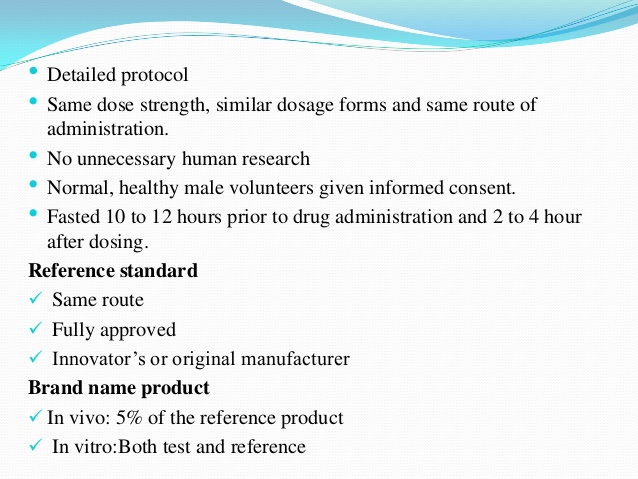 • Detailed protocol
• Same dose strength, similar dosage forms and same route of
administration.
• No unnecessary human research
• Normal, healthy male volunteers given informed consent.
• Fasted 10 to 12 hours prior to drug administration and 2 to 4 hour
after dosing.
Reference standard
✓ Same route
✓ Fully approved
✓ Innovator’s or original manufacturer
Brand name product
✓ In vivo: 5% of the reference product
✓ In vitro:Both test and reference